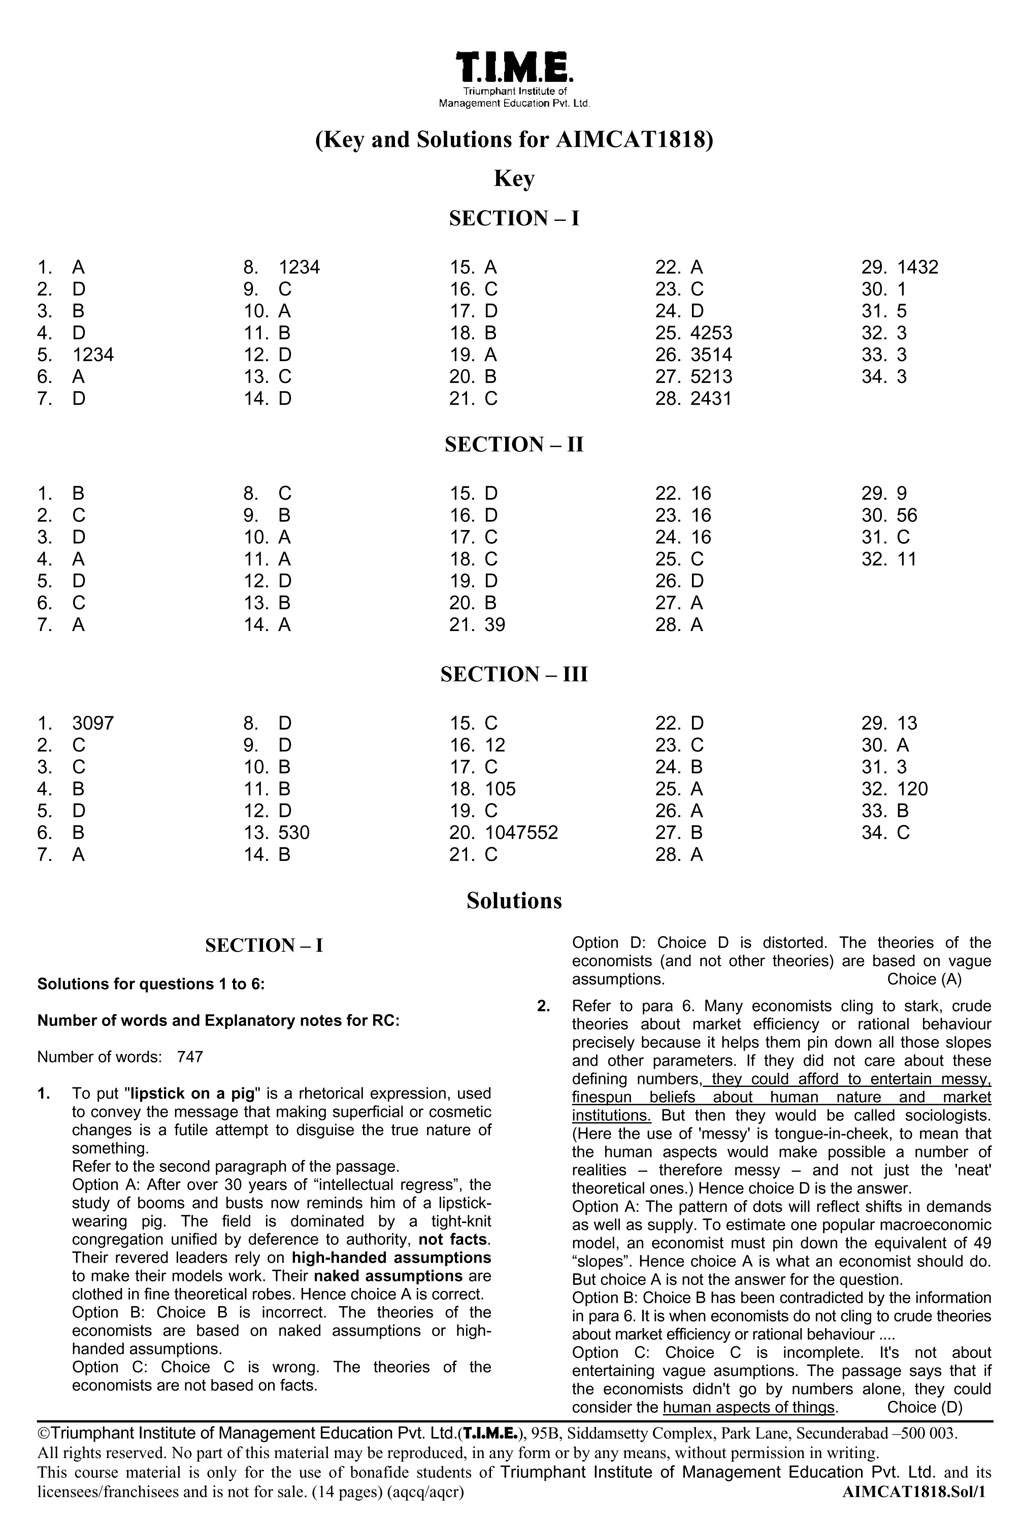 T.I.M.E.
Triumphant Institute of
Management Education Pvt. Ltd.
(Key and Solutions for AIMCAT1818)
Key
SECTION – I
1. A
2. D
3. B
4. D
5. 1234
6. A
7. D
8. 1234
9. C
10. A
11. B
12. D
13. C
14. D
15. A
16. C
17. D
18. B
19. A
20. B
21. C
22. A
23. C
24. D
25. 4253
26. 3514
27. 5213
28. 2431
29. 1432
30. 1
31. 5
32. 3
33. 3
34. 3
SECTION – II
1. B
2. C
3. D
4. A
5. D
6. C
7. A
8. C
9. B
10. A
11. A
12. D
13. B
14. A
15. D
16. D
17. C
18. C
19. D
20. B
21. 39
22. 16
23. 16
24. 16
25. C
26. D
27. A
28. A
29. 9
30. 56
31. C
32. 11
SECTION – III
1. 3097
2. C
3. C
4. B
5. D
6. B
7. A
8. D
9. D
10. B
11. B
12. D
13. 530
14. B
15. C
16. 12
17. C
18. 105
19. C
20. 1047552
21. C
22. D
23. C
24. B
25. A
26. A
27. B
28. A
29. 13
30. A
31. 3
32. 120
33. B
34. C
Solutions
SECTION – I
Solutions for questions 1 to 6:
Number of words and Explanatory notes for RC:
Number of words: 747
1. To put "lipstick on a pig" is a rhetorical expression, used
to convey the message that making superficial or cosmetic
changes is a futile attempt to disguise the true nature of
something.
Refer to the second paragraph of the passage.
Option A: After over 30 years of “intellectual regress”, the
study of booms and busts now reminds him of a lipstick-
wearing pig. The field is dominated by a tight-knit
congregation unified by deference to authority, not facts.
Their revered leaders rely on high-handed assumptions
to make their models work. Their naked assumptions are
clothed in fine theoretical robes. Hence choice A is correct.
Option B: Choice B is incorrect. The theories of the
economists are based on naked assumptions or high-
handed assumptions.
Option C: Choice C is wrong. The theories of the
economists are not based on facts.
Option D: Choice D is distorted. The theories of the
economists (and not other theories) are based on vague
assumptions. Choice (A)
2. Refer to para 6. Many economists cling to stark, crude
theories about market efficiency or rational behaviour
precisely because it helps them pin down all those slopes
and other parameters. If they did not care about these
defining numbers, they could afford to entertain messy,
finespun beliefs about human nature and market
institutions. But then they would be called sociologists.
(Here the use of 'messy' is tongue-in-cheek, to mean that
the human aspects would make possible a number of
realities – therefore messy – and not just the 'neat'
theoretical ones.) Hence choice D is the answer.
Option A: The pattern of dots will reflect shifts in demands
as well as supply. To estimate one popular macroeconomic
model, an economist must pin down the equivalent of 49
“slopes”. Hence choice A is what an economist should do.
But choice A is not the answer for the question.
Option B: Choice B has been contradicted by the information
in para 6. It is when economists do not cling to crude theories
about market efficiency or rational behaviour ....
Option C: Choice C is incomplete. It's not about
entertaining vague asumptions. The passage says that if
the economists didn't go by numbers alone, they could
consider the human aspects of things. Choice (D)
©Triumphant Institute of Management Education Pvt. Ltd.(T.I.M.E.), 95B, Siddamsetty Complex, Park Lane, Secunderabad –500 003.
All rights reserved. No part of this material may be reproduced, in any form or by any means, without permission in writing.
This course material is only for the use of bonafide students of Triumphant Institute of Management Education Pvt. Ltd. and its
licensees/franchisees and is not for sale. (14 pages) (aqcq/aqcr) AIMCAT1818.Sol/1